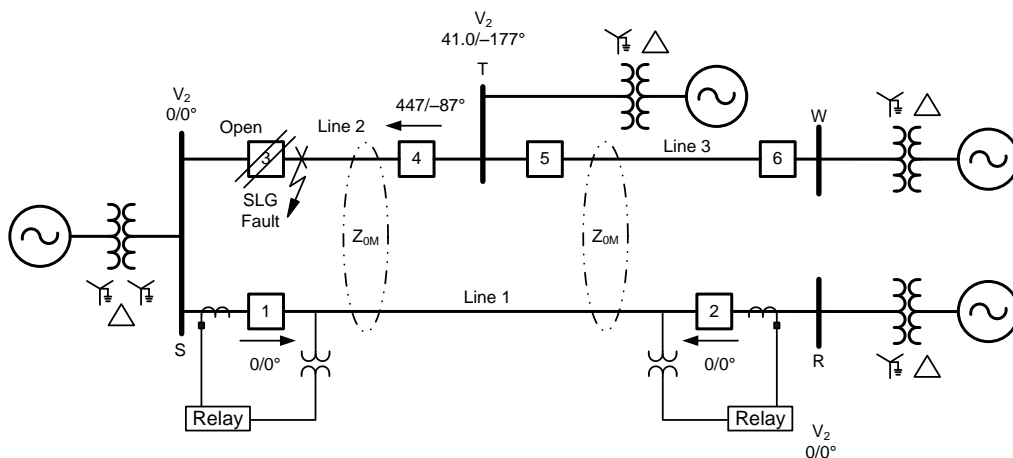 V2
41.0/–177°
T
V2
0/0°
Open
3
SLG
Fault
Line 2
447/–87°
4
5
Line 3
6
W
Z0M
Z0M
S
1
0/0°
Line 1
2
0/0°
R
Relay
Relay
V2
0/0°